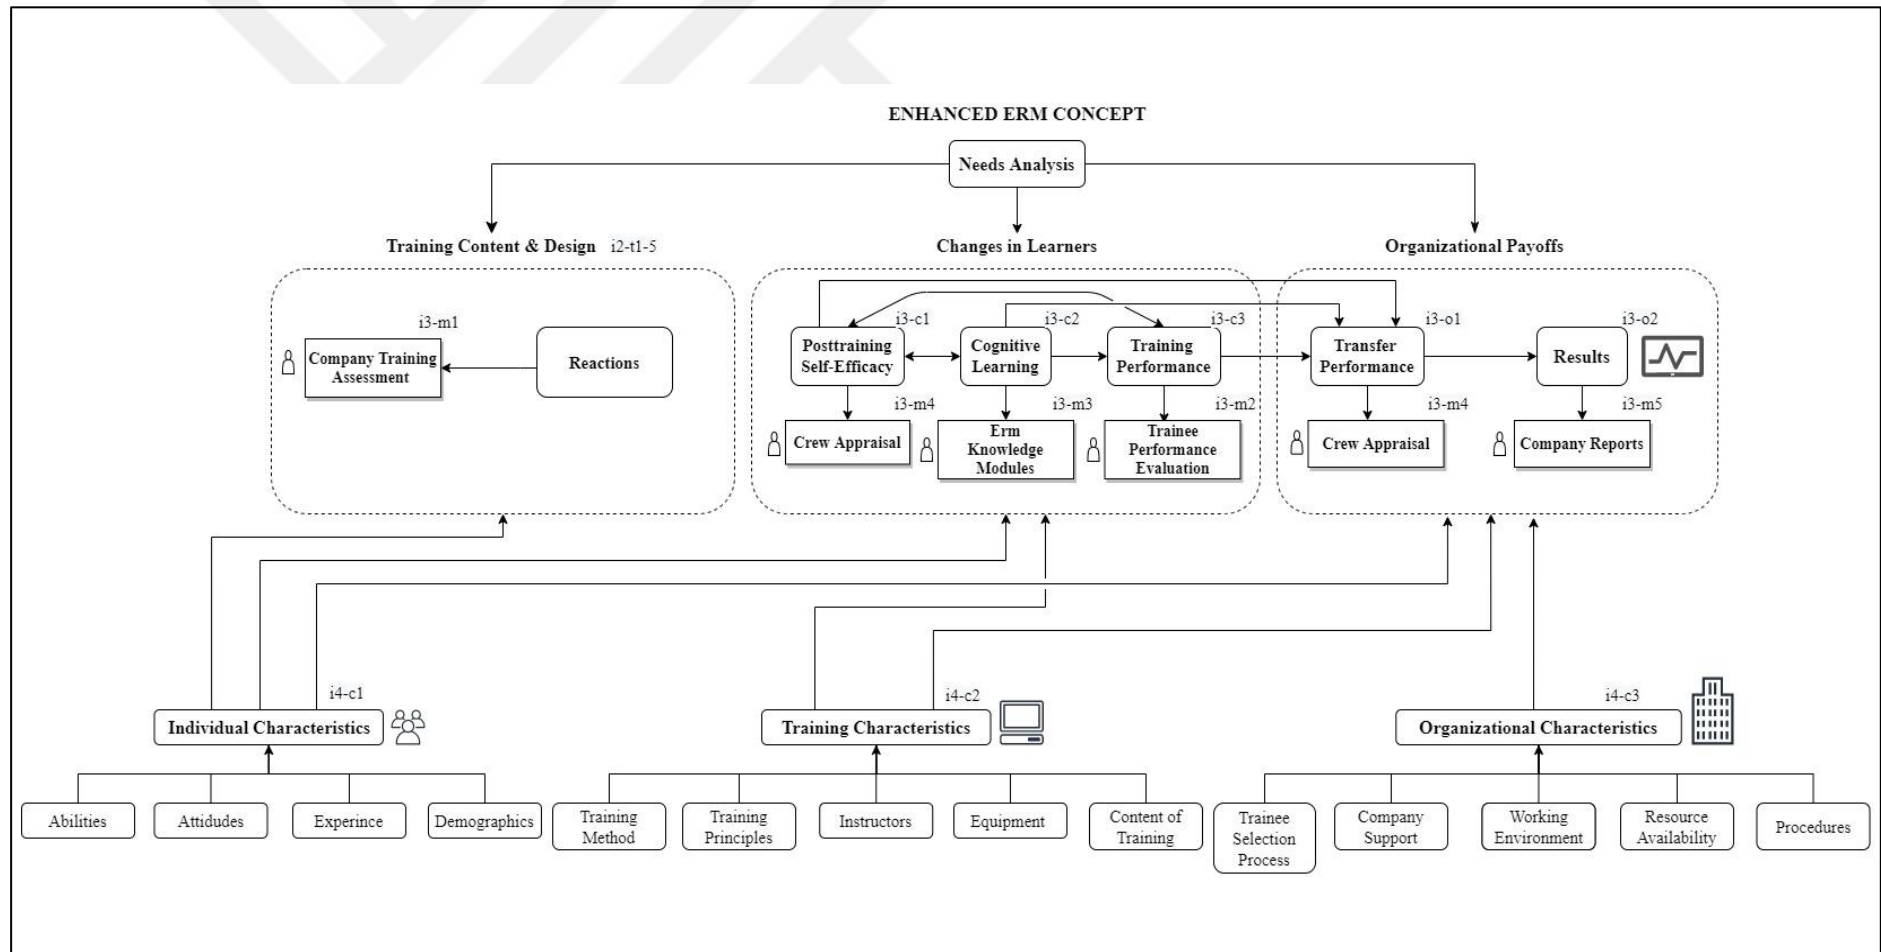 ENHANCED ERM CONCEPT
Needs Analysis
Training Content & Design i2-t1-5
Changes in Learners
Organizational Payoffs
i3-m1
Company Training
Assessment
Reactions
i3-c1
Posttraining
Self-Efficacy
i3-c2
Cognitive
Learning
i3-c3
Training
Performance
i3-o1
Transfer
Performance
i3-o2
Results
i3-m4
Crew Appraisal
i3-m3
Erm
Knowledge
Modules
i3-m2
Trainee
Performance
Evaluation
i3-m4
Crew Appraisal
i3-m5
Company Reports
i4-c1
Individual Characteristics
i4-c2
Training Characteristics
i4-c3
Organizational Characteristics
Abilities
Attidudes
Experince
Demographics
Training
Method
Training
Principles
Instructors
Equipment
Content of
Training
Trainee
Selection
Process
Company
Support
Working
Environment
Resource
Availability
Procedures